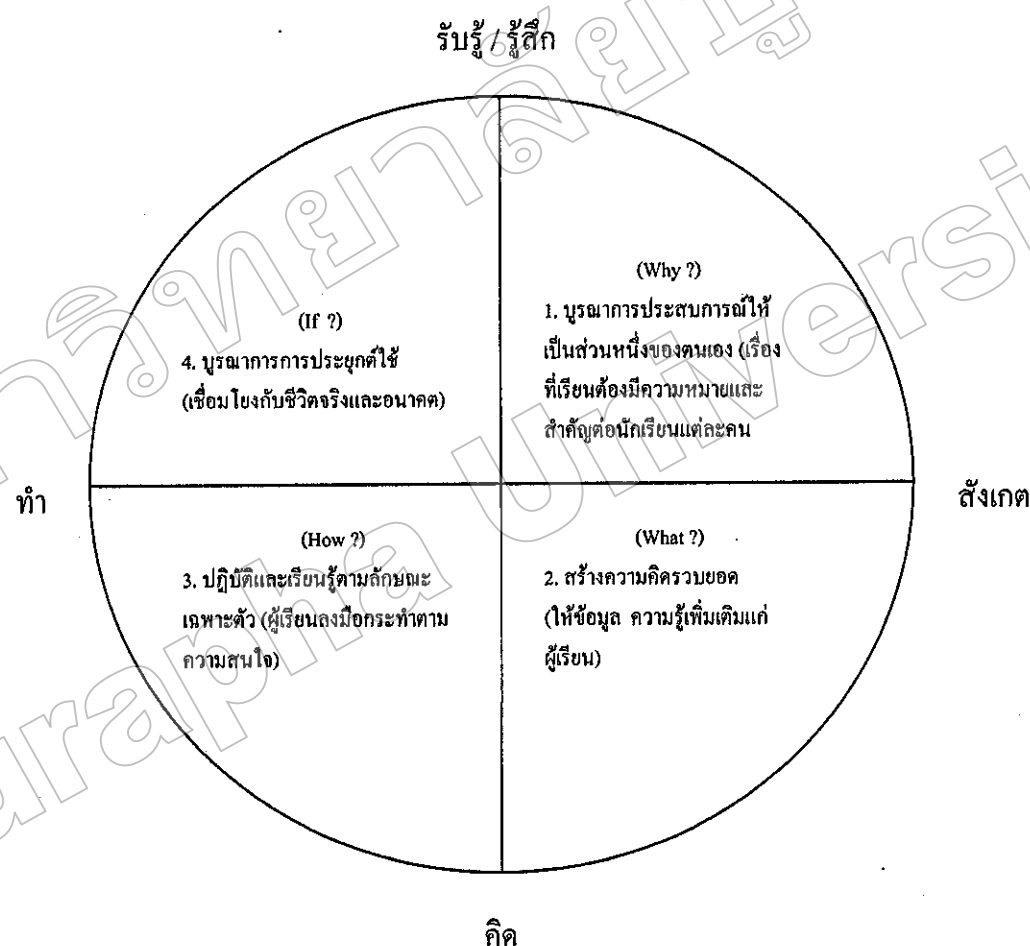 รับรู้ / รู้สึก
(Why ?)
1. บูรณาการประสบการณ์ให้
เป็นส่วนหนึ่งของตนเอง (เรื่อง
ที่เรียนต้องมีความหมายและ
สำคัญต่อนักเรียนแต่ละคน
(If ?)
4. บูรณาการการประยุกต์ใช้
(เชื่อมโยงกับชีวิตจริงและอนาคต)
ทำ
สังเกต
(How ?)
3. ปฏิบัติและเรียนรู้ตามลักษณะ
เฉพาะตัว (ผู้เรียนลงมือกระทำตาม
ความสนใจ)
(What ?)
2. สร้างความคิดรวบยอด
(ให้ข้อมูล ความรู้เพิ่มเติมแก่
ผู้เรียน)
คิด